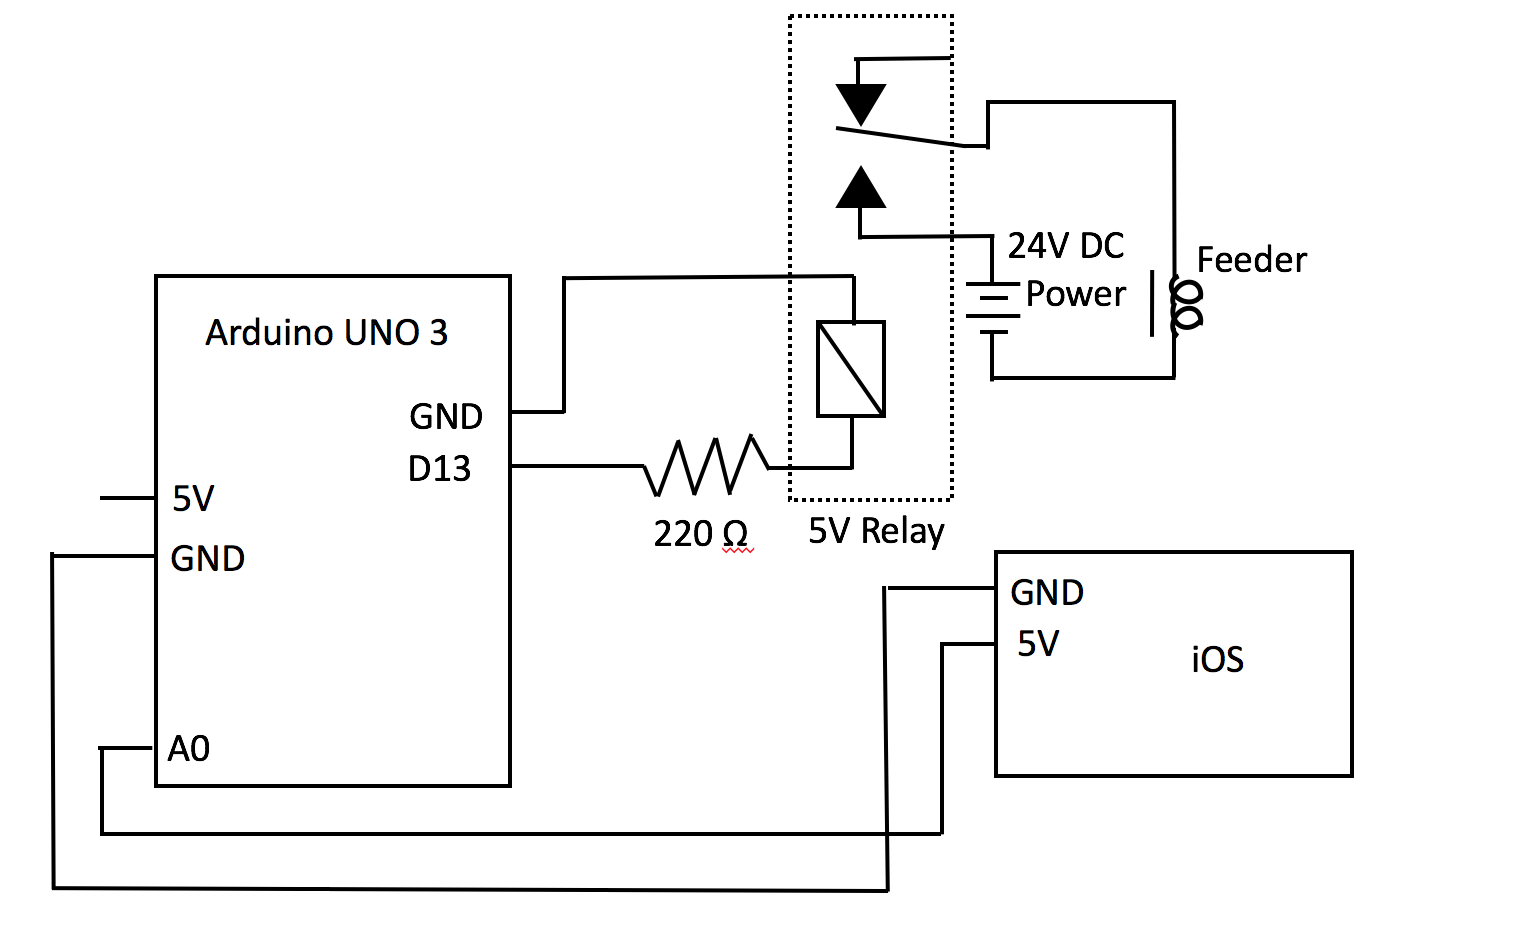 24V DC
Power
Feeder
Arduino UNO 3
GND
D13
5V
GND
220 Ω
5V Relay
GND
5V
iOS
A0